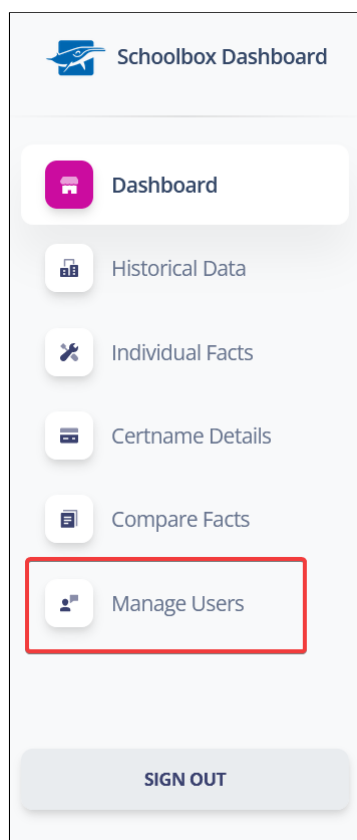 Schoolbox Dashboard
Dashboard
Historical Data
Individual Facts
Certname Details
Compare Facts
Manage Users
SIGN OUT